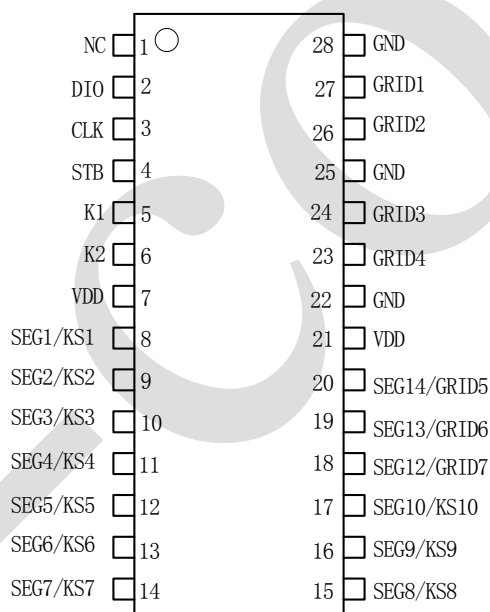 NC 1 28 GND
DIO 2 27 GRID1
CLK 3 26 GRID2
STB 4 25 GND
K1 5 24 GRID3
K2 6 23 GRID4
VDD 7 22 GND
SEG1/KS1 8 21 VDD
SEG2/KS2 9 20 SEG14/GRID5
SEG3/KS3 10 19 SEG13/GRID6
SEG4/KS4 11 18 SEG12/GRID7
SEG5/KS5 12 17 SEG10/KS10
SEG6/KS6 13 16 SEG9/KS9
SEG7/KS7 14 15 SEG8/KS8